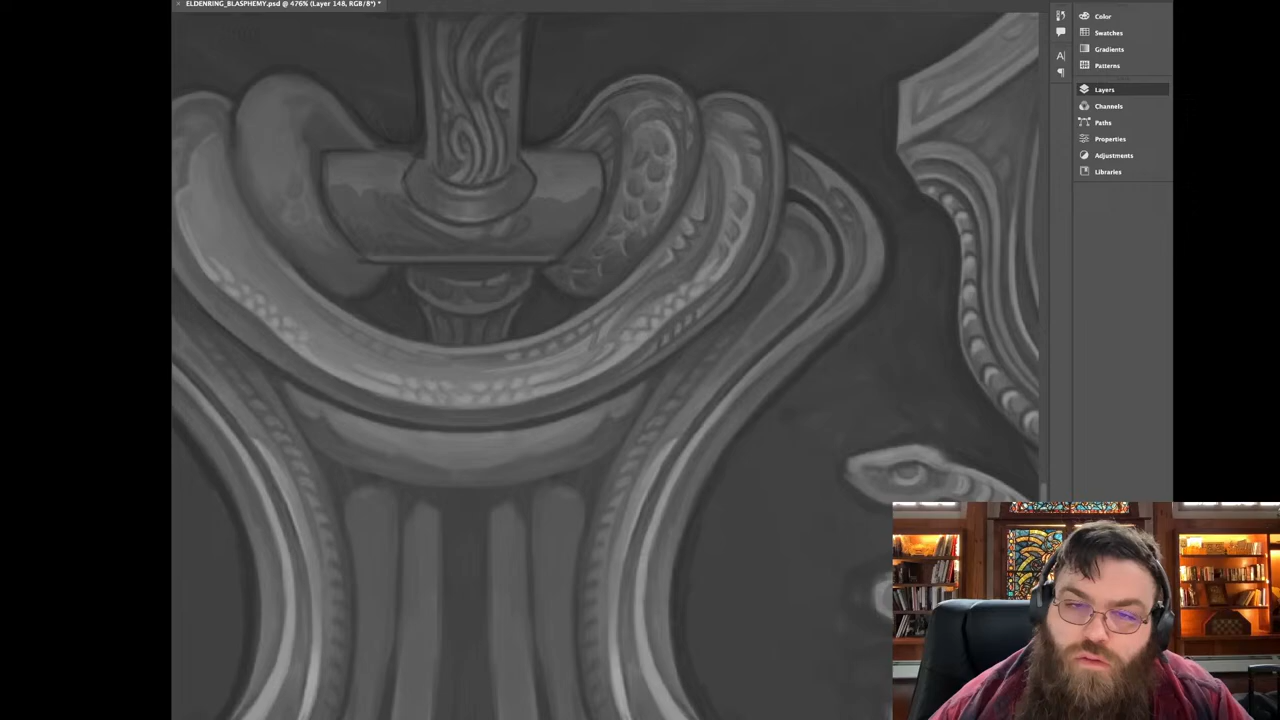 ELDENRING_BLASPHEMY.psd @ 476% (Layer 148, RGB/8*) *
Color
Swatches
Gradients
Patterns
Layers
Channels
Paths
Properties
Adjustments
Libraries